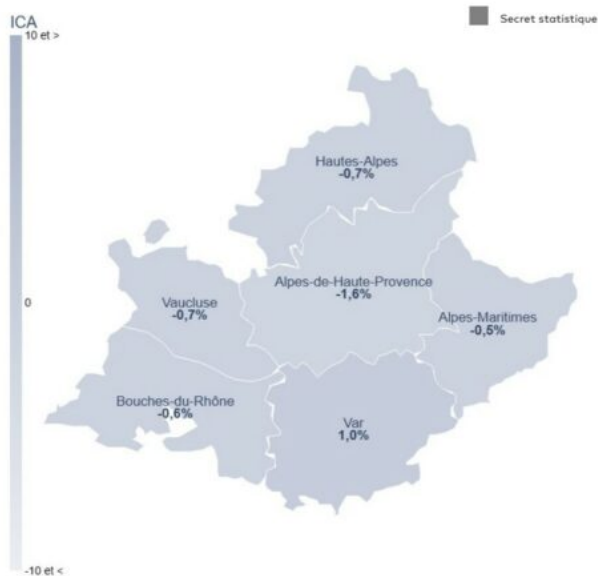 ICA
10 et >
Secret statistique
Hautes-Alpes
-0,7%
Alpes-de-Haute-Provence
-1,6%
Vaucluse
-0,7%
0
Alpes-Maritimes
-0,5%
Bouches-du-Rhône
-0,6%
Var
1,0%
-10 et <